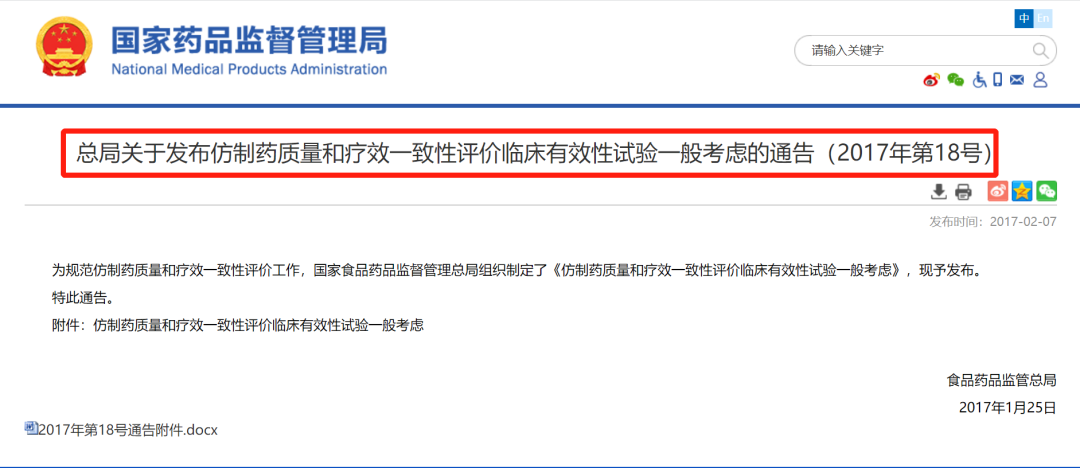 中 En
国家药品监督管理局
National Medical Products Administration
请输入关键字
总局关于发布仿制药质量和疗效一致性评价临床有效性试验一般考虑的通告（2017年第18号）
发布时间：2017-02-07
为规范仿制药质量和疗效一致性评价工作，国家食品药品监督管理总局组织制定了《仿制药质量和疗效一致性评价临床有效性试验一般考虑》，现予发布。
特此通告。
附件：仿制药质量和疗效一致性评价临床有效性试验一般考虑
食品药品监管总局
2017年1月25日
2017年第18号通告附件.docx